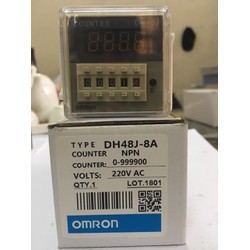 COUNTER
TYPE DH48J-8A
COUNTER NPN
COUNTER: 0-999900
VOLTS: 220V AC
QTY.1 LOT.1801
OMRON